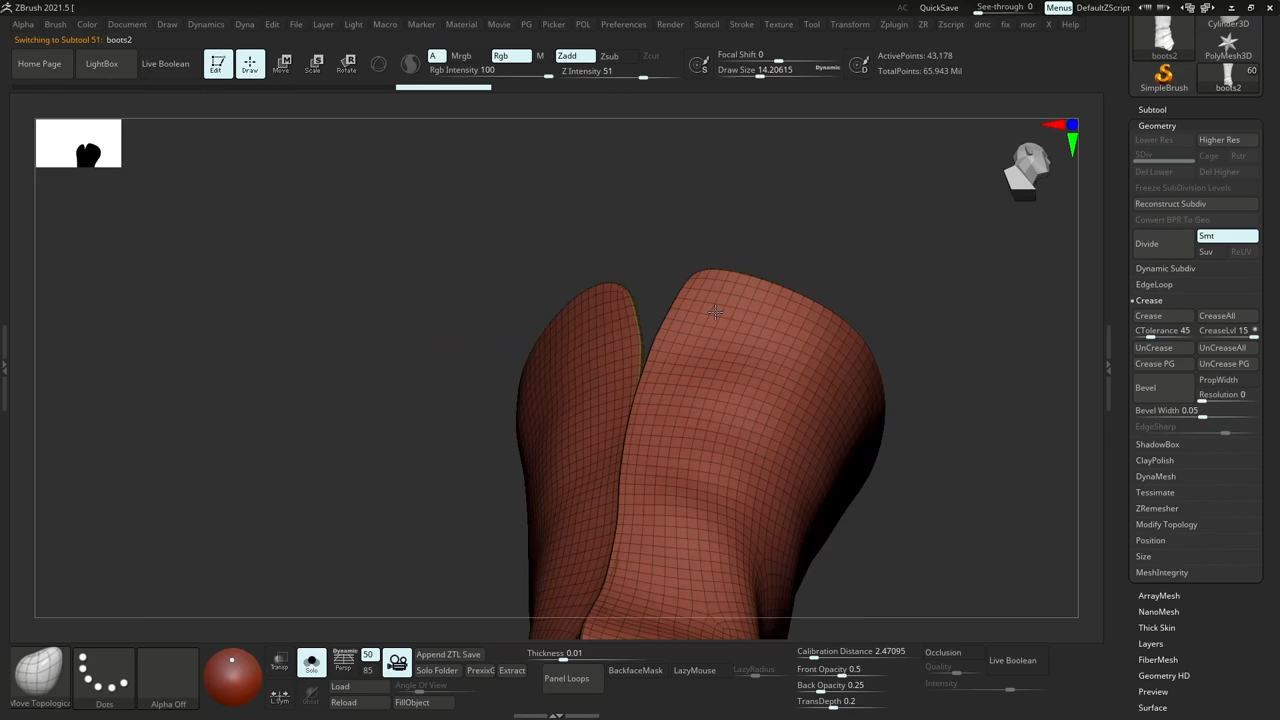 ZBrush 2021.5 [
AC QuickSave See-through 0 Menus DefaultZScript
Alpha Brush Color Document Draw Dynamics Dyna Edit File Layer Light Macro Marker Material Movie PG Picker POL Preferences Render Stencil Stroke Texture Tool Transform Zplugin ZR Zscript dmc fix mor X Help
Switching to Subtool 51: boots2
Home Page LightBox Live Boolean Edit Draw Move Scale Rotate
A Mrgb Rgb M Zadd Zsub Zcut
Rgb Intensity 100 Z Intensity 51
S Focal Shift 0
Draw Size 14.20615 Dynamic D
ActivePoints: 43,178
TotalPoints: 65.943 Mil
Cylinder3D
boots2 PolyMesh3D
60
SimpleBrush boots2
Subtool
Geometry
Lower Res Higher Res
SDiv Cage Rstr
Del Lower Del Higher
Freeze SubDivision Levels
Reconstruct Subdiv
Convert BPR To Geo
Divide Smt
Suv ReUV
Dynamic Subdiv
EdgeLoop
Crease
Crease CreaseAll
CTolerance 45 CreaseLvl 15
UnCrease UnCreaseAll
Crease PG UnCrease PG
Bevel PropWidth
Resolution 0
Bevel Width 0.05
EdgeSharp
ShadowBox
ClayPolish
DynaMesh
Tessimate
ZRemesher
Modify Topology
Position
Size
MeshIntegrity
ArrayMesh
NanoMesh
Thick Skin
Layers
FiberMesh
Geometry HD
Preview
Surface
Move Topologica
Dots
Alpha Off
Transp
L.Sym
Solo
Ghost
Dynamic
Persp
50
85
Load
Reload
Append ZTL Save
Solo Folder PrevixC Extract
Angle Of View
FillObject
Thickness 0.01
Panel Loops BackfaceMask LazyMouse LazyRadius
Calibration Distance 2.47095
Front Opacity 0.5
Back Opacity 0.25
TransDepth 0.2
Occlusion
Quality
Intensity
Live Boolean